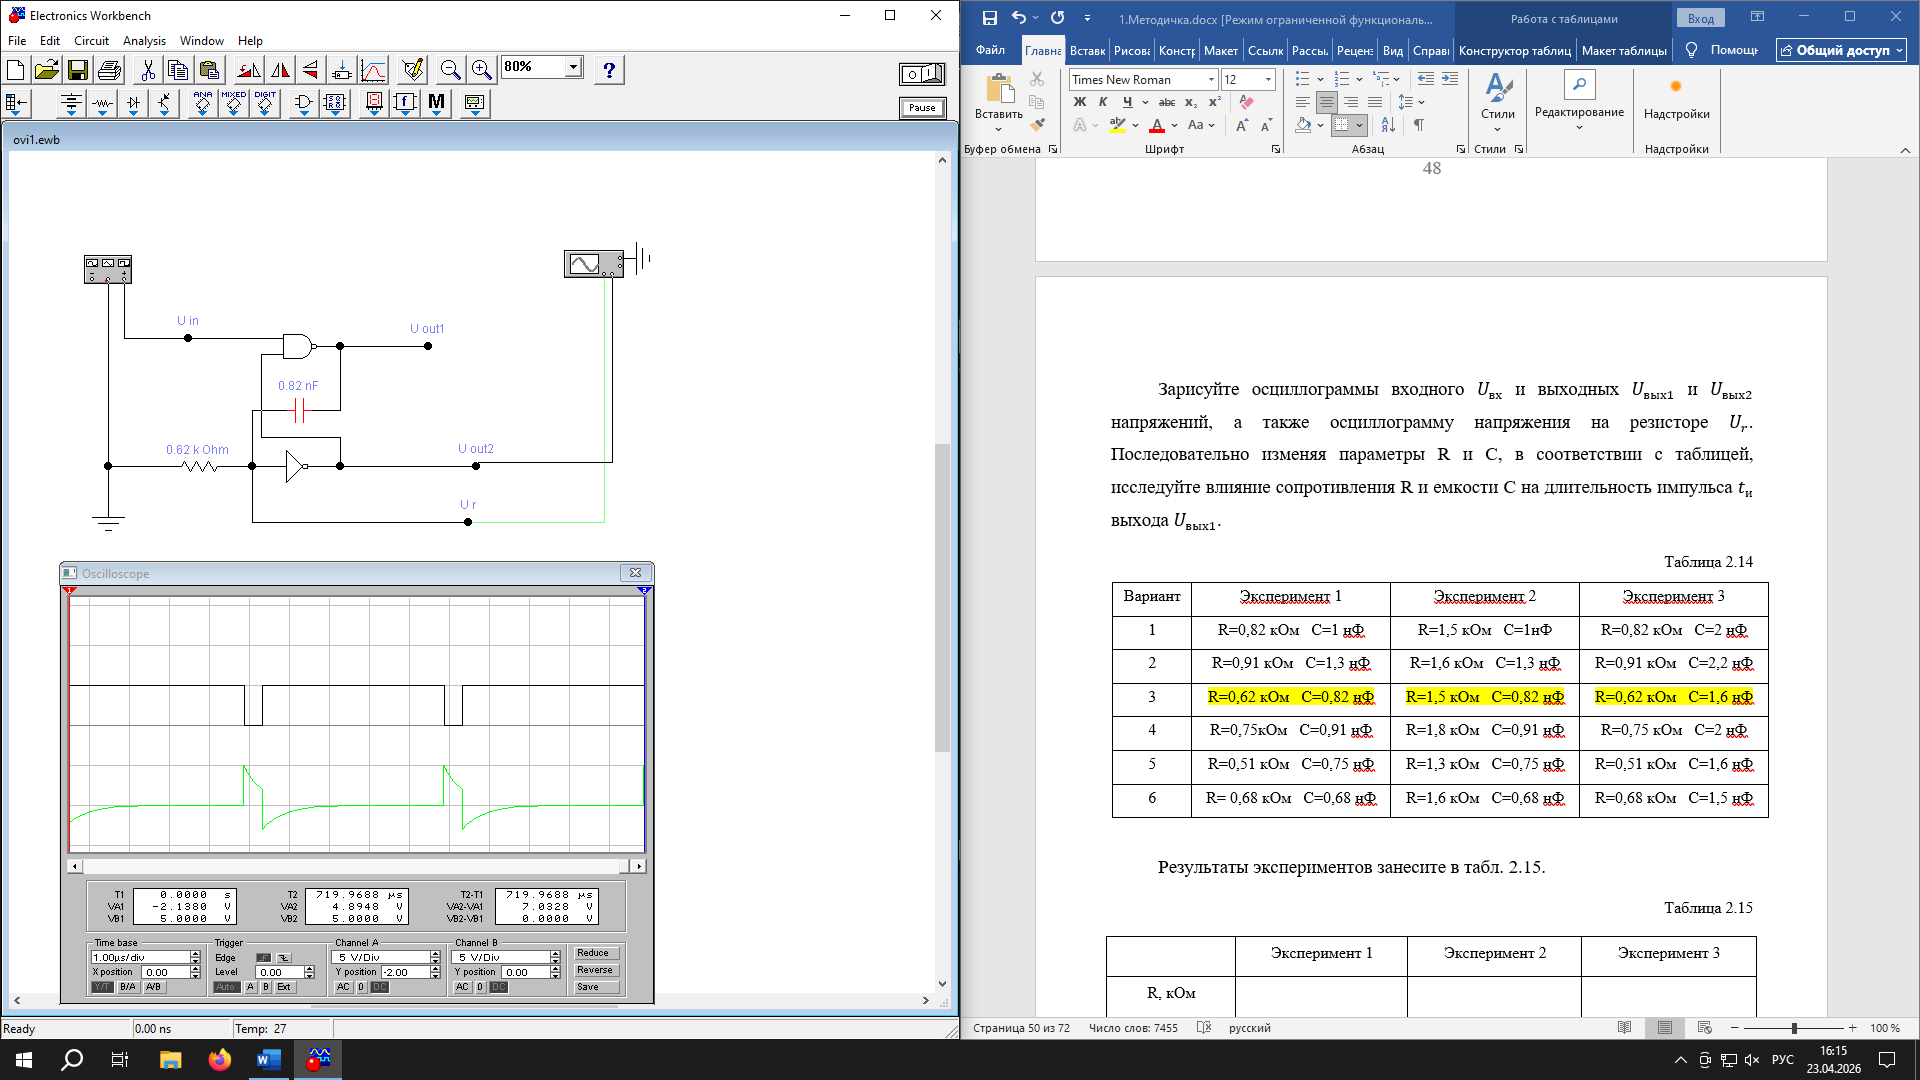 Electronics Workbench
File Edit Circuit Analysis Window Help
80%
?
ANA MIXED DIGIT
M
Pause
ovi1.ewb
U in
U out1
0.82 nF
0.62 k Ohm
U out2
U r
Oscilloscope
1 2
T1 0.0000 s
VA1 -2.1380 V
VB1 5.0000 V
T2 719.9688 µs
VA2 4.8948 V
VB2 5.0000 V
T2-T1 719.9688 µs
VA2-VA1 7.0328 V
VB2-VB1 0.0000 V
Time base Trigger Channel A Channel B
1.00µs/div Edge 5 V/Div 5 V/Div Reduce
X position 0.00 Level 0.00 Y position -2.00 Y position 0.00 Reverse
Y/T B/A A/B Auto A B Ext AC 0 DC AC 0 DC Save
Ready 0.00 ns Temp: 27
1.Методичка.docx [Режим ограниченной функциональ... Работа с таблицами Вход
Файл Главна Вставк Рисова Констр Макет Ссылк Рассы. Рецен: Вид Справ Конструктор таблиц Макет таблицы Помощь Общий доступ
Вставить
Times New Roman 12
Ж К Ч abc x₂ x²
Стили
Редактирование
Настройки
Буфер обмена Шрифт Абзац Стили Надстройки
48
Зарисуйте осциллограммы входного Uвх и выходных Uвых1 и Uвых2
напряжений, а также осциллограмму напряжения на резисторе Ur.
Последовательно изменяя параметры R и C, в соответствии с таблицей,
исследуйте влияние сопротивления R и емкости C на длительность импульса tи
выхода Uвых1.
Таблица 2.14
Вариант Эксперимент 1 Эксперимент 2 Эксперимент 3
1 R=0,82 кОм C=1 нФ R=1,5 кОм C=1нФ R=0,82 кОм C=2 нФ
2 R=0,91 кОм C=1,3 нФ R=1,6 кОм C=1,3 нФ R=0,91 кОм C=2,2 нФ
3 R=0,62 кОм C=0,82 нФ R=1,5 кОм C=0,82 нФ R=0,62 кОм C=1,6 нФ
4 R=0,75кОм C=0,91 нФ R=1,8 кОм C=0,91 нФ R=0,75 кОм C=2 нФ
5 R=0,51 кОм C=0,75 нФ R=1,3 кОм C=0,75 нФ R=0,51 кОм C=1,6 нФ
6 R= 0,68 кОм C=0,68 нФ R=1,6 кОм C=0,68 нФ R=0,68 кОм C=1,5 нФ
Результаты экспериментов занесите в табл. 2.15.
Таблица 2.15
Эксперимент 1 Эксперимент 2 Эксперимент 3
R, кОм
Страница 50 из 72 Число слов: 7455 русский 100 %
РУС 16:15
23.04.2026